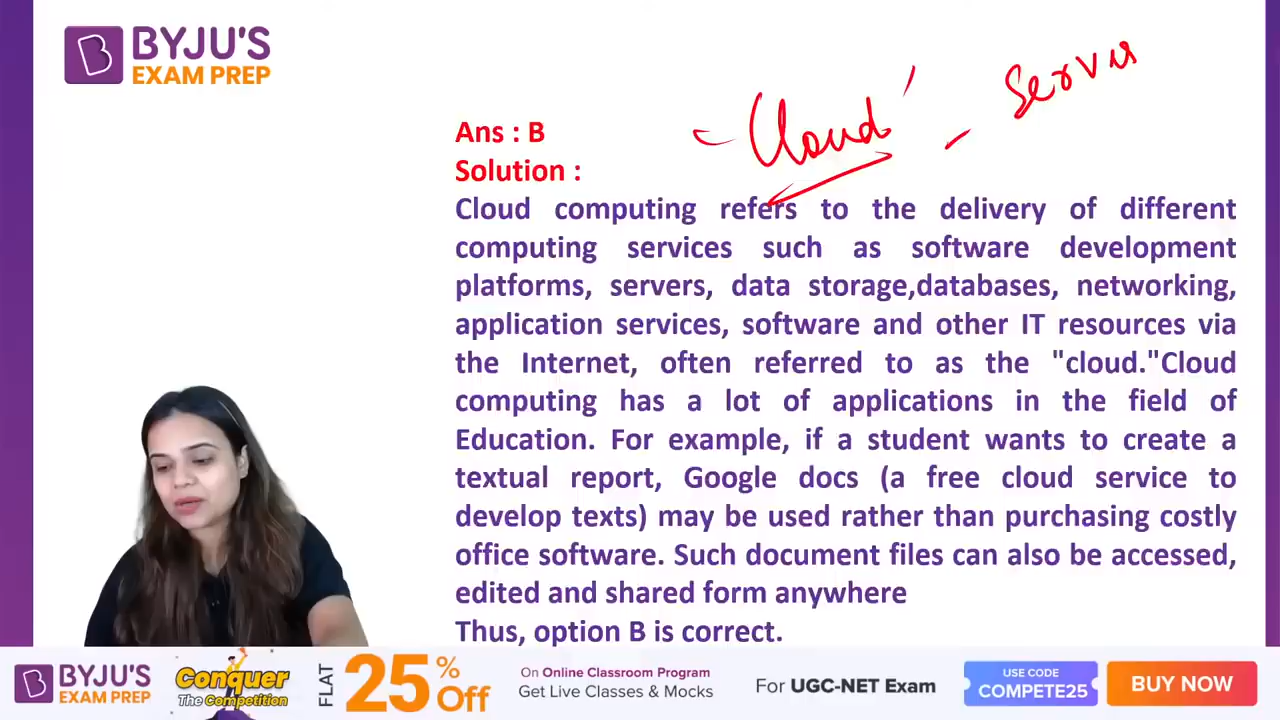 BYJU'S
EXAM PREP
Cloud
Ans : B
Solution :
Cloud computing refers to the delivery of different
computing services such as software development
platforms, servers, data storage,databases, networking,
application services, software and other IT resources via
the Internet, often referred to as the "cloud."Cloud
computing has a lot of applications in the field of
Education. For example, if a student wants to create a
textual report, Google docs (a free cloud service to
develop texts) may be used rather than purchasing costly
office software. Such document files can also be accessed,
edited and shared form anywhere
Thus, option B is correct.
BYJU'S
EXAM PREP
Conquer
The Competition
FLAT
25% Off
On Online Classroom Program
Get Live Classes & Mocks
For UGC-NET Exam
USE CODE
COMPETE25
BUY NOW